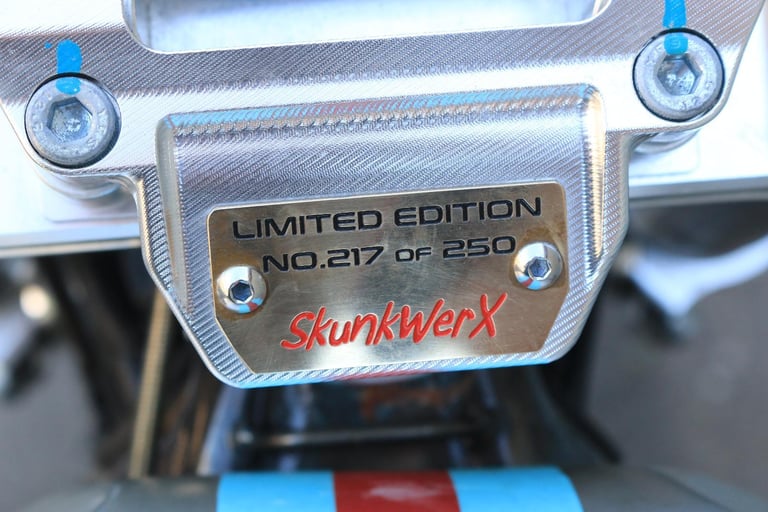 LIMITED EDITION
NO.217 OF 250
SkunkWerX